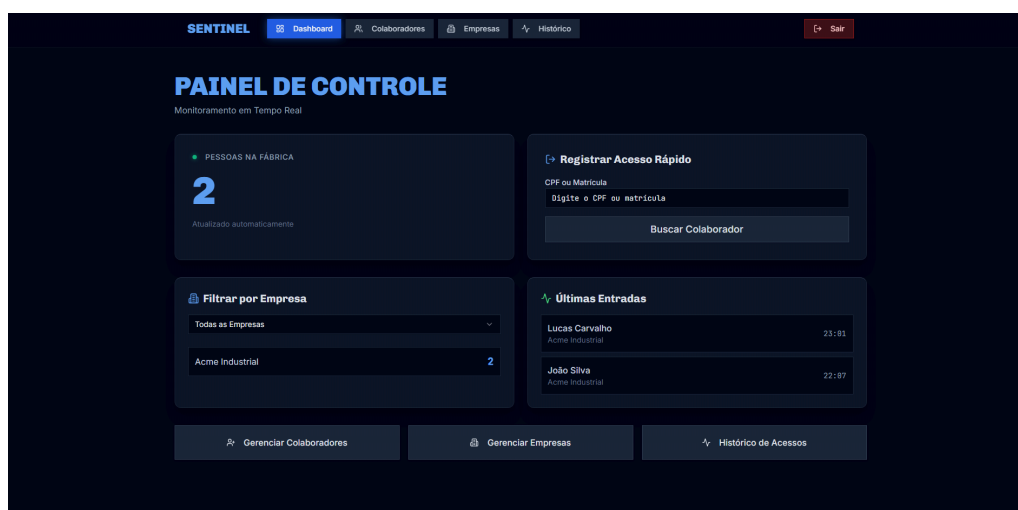 SENTINEL
Dashboard
Colaboradores
Empresas
Histórico
Sair
PAINEL DE CONTROLE
Monitoramento em Tempo Real
PESSOAS NA FÁBRICA
2
Atualizado automaticamente
Registrar Acesso Rápido
CPF ou Matrícula
Digite o CPF ou matrícula
Buscar Colaborador
Filtrar por Empresa
Todas as Empresas
Acme Industrial 2
Últimas Entradas
Lucas Carvalho
Acme Industrial
23:01
João Silva
Acme Industrial
22:07
Gerenciar Colaboradores
Gerenciar Empresas
Histórico de Acessos